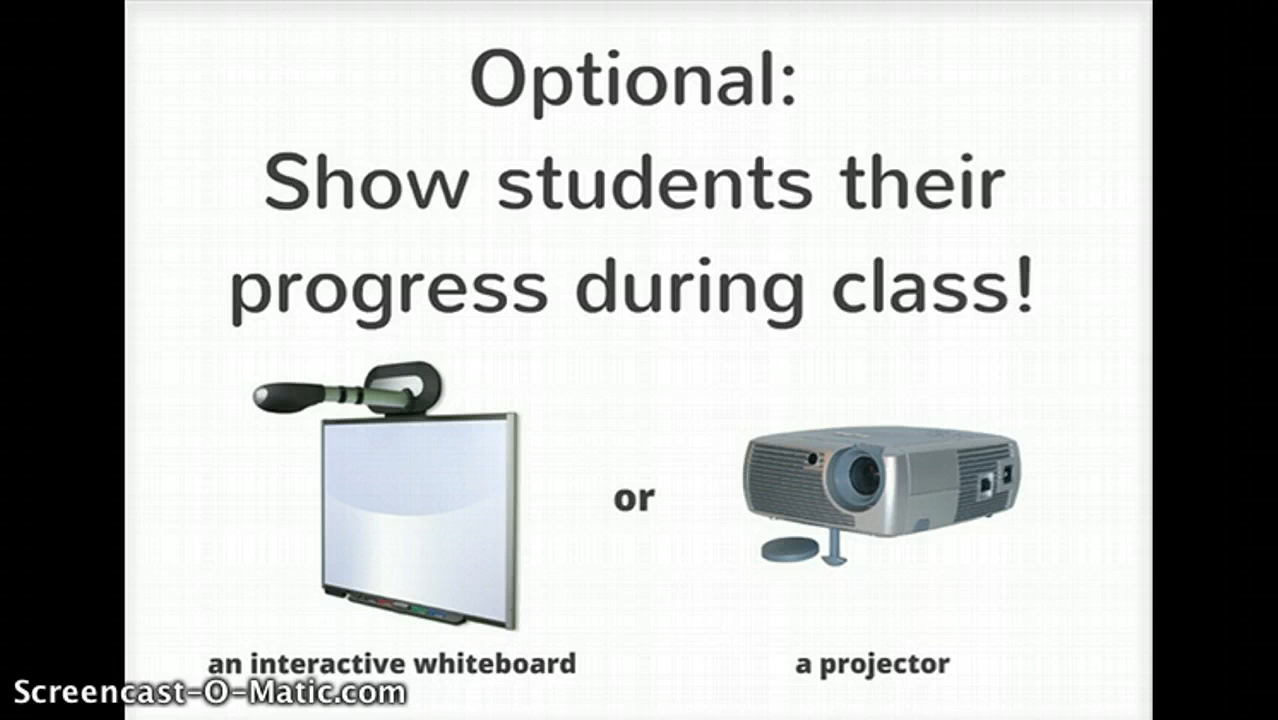 Optional:
Show students their
progress during class!
or
an interactive whiteboard
a projector
Screencast-O-Matic.com